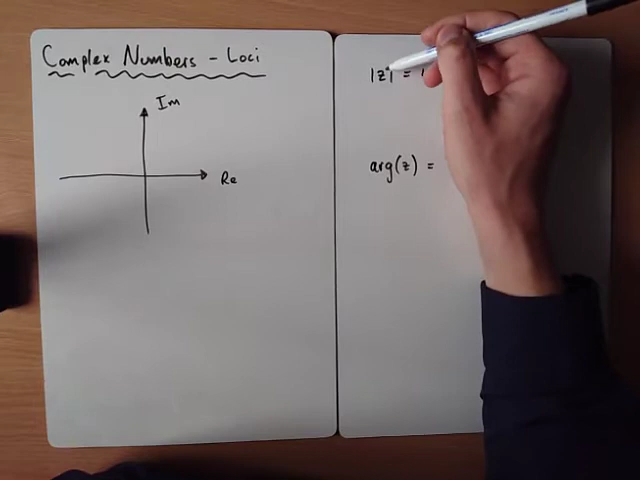 Complex Numbers - Loci
Im
Re
|z| =
arg(z) =